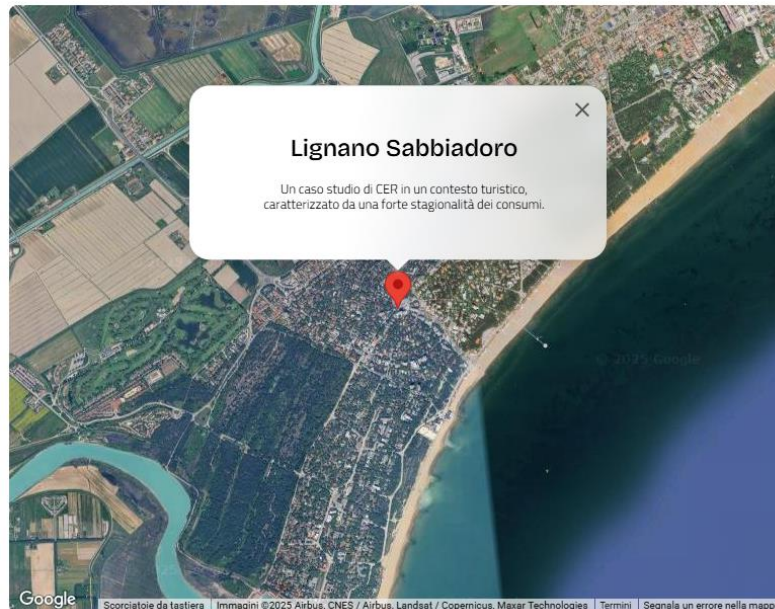 Lignano Sabbiadoro
Un caso studio di CER in un contesto turistico,
caratterizzato da una forte stagionalità dei consumi.
© 2025 Google
Google
Scorciatoie da tastiera
Immagini ©2025 Airbus, CNES / Airbus, Landsat / Copernicus, Maxar Technologies
Termini
Segnala un errore nella mapp